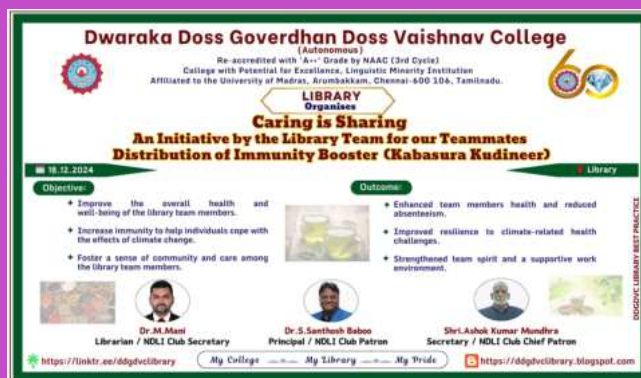 Dwaraka Doss Goverdhan Doss Vaishnav College
(Autonomous)
Re-accredited with 'A++' Grade by NAAC (3rd Cycle)
College with Potential for Excellence, Linguistic Minority Institution
Affiliated to the University of Madras, Arumbakkam, Chennai-600 106, Tamilnadu.
60
LIBRARY
Organises
Caring is Sharing
An Initiative by the Library Team for our Teammates
Distribution of Immunity Booster (Kabasura Kudineer)
18.12.2024
Library
Objective:
Improve the overall health and
well-being of the library team members.
Increase immunity to help individuals cope with
the effects of climate change.
Foster a sense of community and care among
the library team members.
Outcome:
Enhanced team members health and reduced
absenteeism.
Improved resilience to climate-related health
challenges.
Strengthened team spirit and a supportive work
environment.
DDGDVC LIBRARY BEST PRACTICE
Dr.M.Mani
Librarian / NDLI Club Secretary
Dr.S.Santhosh Baboo
Principal / NDLI Club Patron
Shri.Ashok Kumar Mundhra
Secretary / NDLI Club Chief Patron
https://linktr.ee/ddgdvclibrary
My College My Library My Pride
https://ddgdvclibrary.blogspot.com